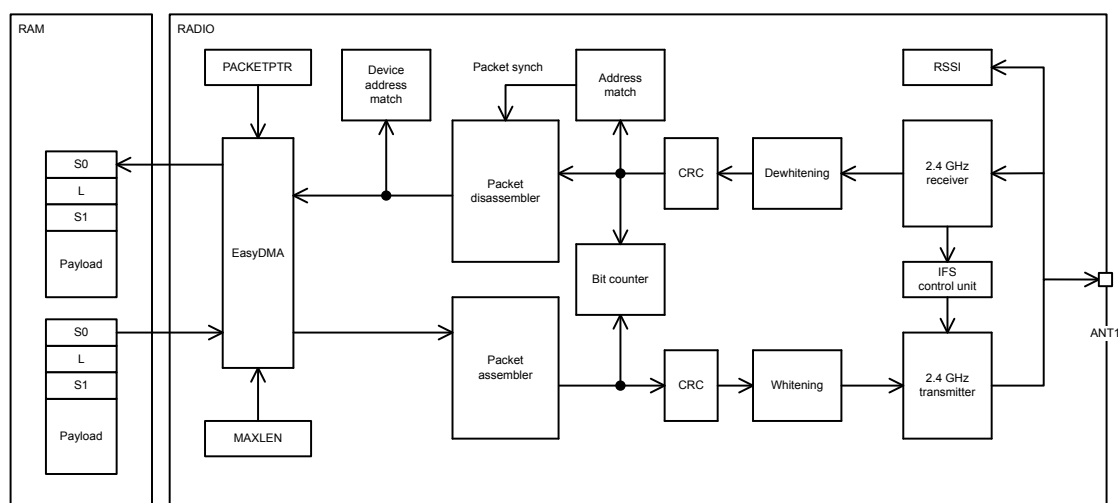 RAM
RADIO
PACKETPTR
Device
address
match
Packet synch
Address
match
RSSI
S0
L
S1
Payload
EasyDMA
Packet
disassembler
CRC
Dewhitening
2.4 GHz
receiver
Bit counter
IFS
control unit
ANT1
S0
L
S1
Payload
Packet
assembler
CRC
Whitening
2.4 GHz
transmitter
MAXLEN